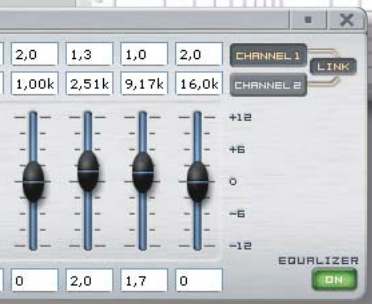 2,0 1,3 1,0 2,0 CHANNEL 1
LINK
1,00k 2,51k 9,17k 16,0k CHANNEL 2
+12
+6
0
-6
-12
EQUALIZER
0 2,0 1,7 0 ON